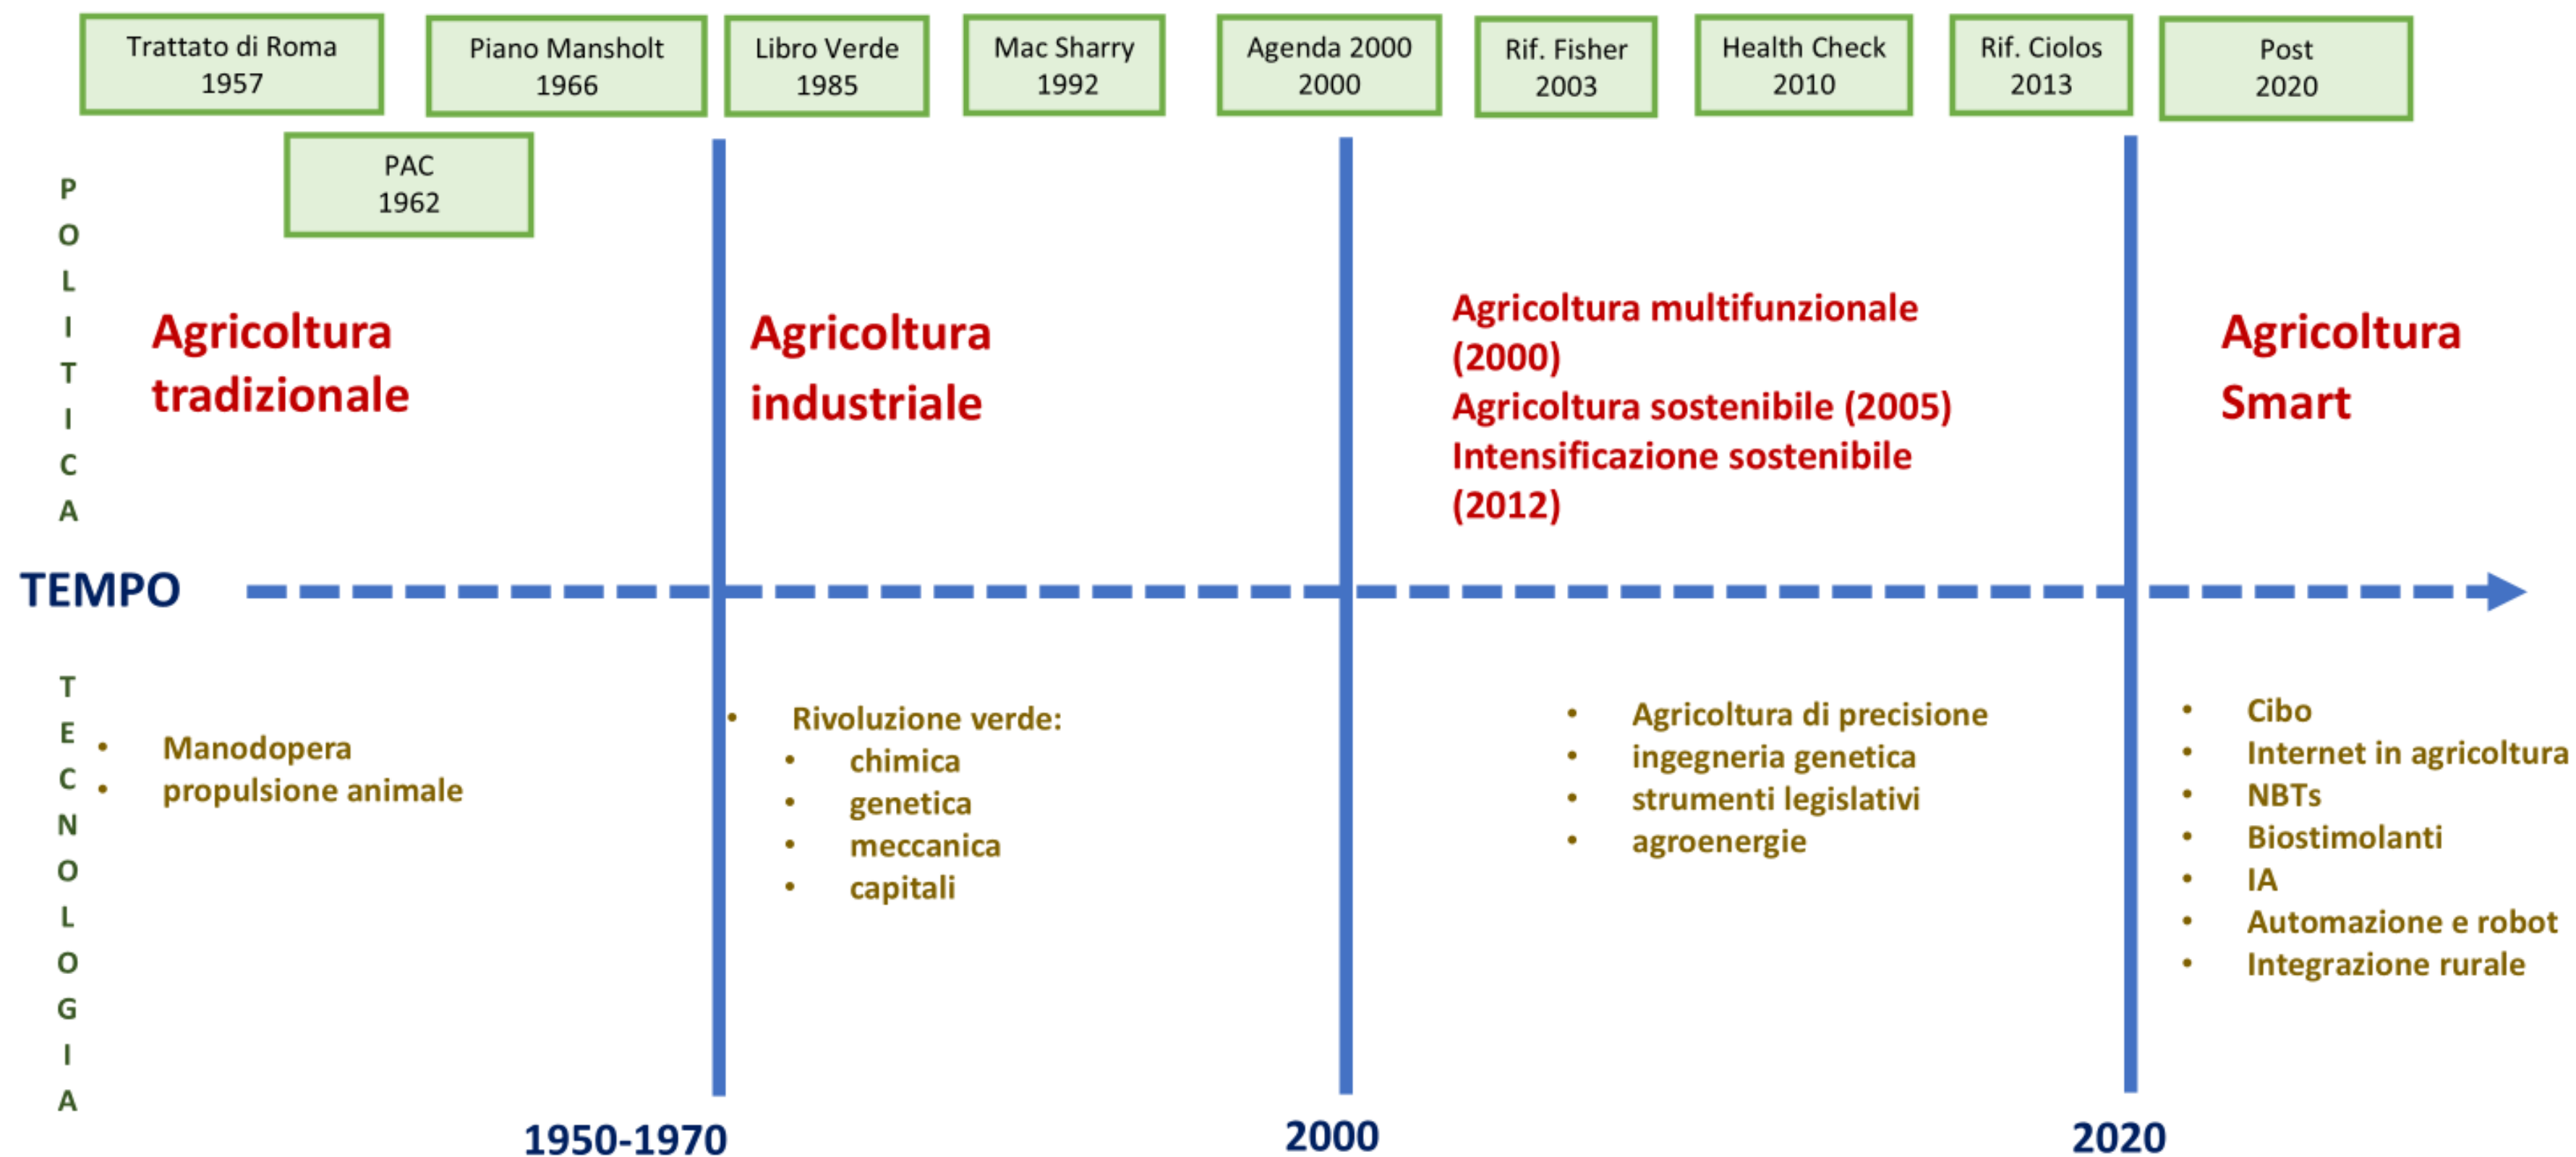 Trattato di Roma
1957
Piano Mansholt
1966
Libro Verde
1985
Mac Sharry
1992
Agenda 2000
2000
Rif. Fisher
2003
Health Check
2010
Rif. Ciolos
2013
Post
2020
PAC
1962
POLITICA
Agricoltura
tradizionale
Agricoltura
industriale
Agricoltura multifunzionale
(2000)
Agricoltura sostenibile (2005)
Intensificazione sostenibile
(2012)
Agricoltura
Smart
TEMPO
TECNOLOGIA
• Manodopera
• propulsione animale
• Rivoluzione verde:
• chimica
• genetica
• meccanica
• capitali
• Agricoltura di precisione
• ingegneria genetica
• strumenti legislativi
• agroenergie
• Cibo
• Internet in agricoltura
• NBTs
• Biostimolanti
• IA
• Automazione e robot
• Integrazione rurale
1950-1970
2000
2020